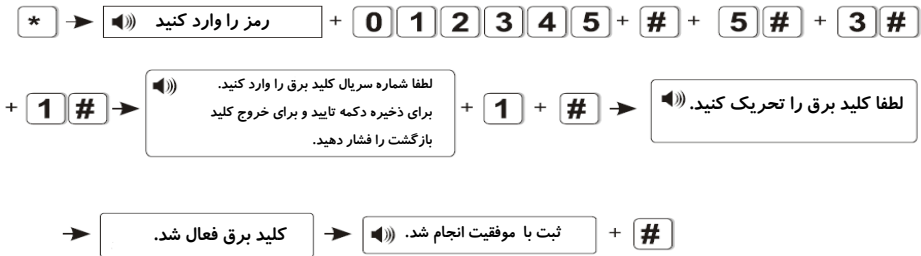 * → رمز را وارد کنید + 0 1 2 3 4 5 + # + 5 # + 3 #
+ 1 # → لطفا شماره سریال کلید برق را وارد کنید.
برای ذخیره دکمه تایید و برای خروج کلید
بازگشت را فشار دهید.
+ 1 + # → لطفا کلید برق را تحریک کنید.
→ کلید برق فعال شد. → ثبت با موفقیت انجام شد. + #